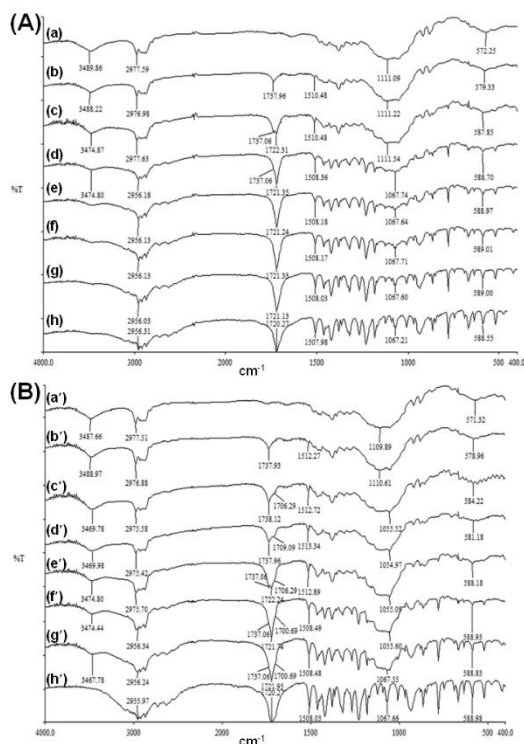 (A)
(a)
3489.86 2977.59 1111.09 572.25
(b)
3488.22 2976.98 1737.96 1510.48 1111.22 579.33
(c)
3474.87 2977.63 1737.06 1722.31 1510.48 1111.54 587.85
(d)
3474.80 2956.18 1737.06 1721.35 1508.36 1067.74 588.70
%T
(e)
2956.13 1721.24 1508.18 1067.64 588.97
(f)
2956.13 1721.33 1508.17 1067.71 589.01
(g)
2956.03 1721.13 1508.03 1067.60 589.00
(h)
2956.31 1720.27 1507.98 1067.21 588.55
4000.0 3000 2000 1500 1000 500 400.0
cm-1
(B)
(a′)
3487.66 2977.51 1109.89 571.32
(b′)
3488.97 2976.88 1737.93 1512.27 1110.61 578.96
(c′)
3469.78 2975.58 1738.12 1706.29 1512.72 1055.52 584.22
(d′)
3469.98 2975.42 1737.96 1709.09 1513.34 1054.97 581.18
%T
(e′)
3474.80 2975.70 1737.06 1722.24 1706.29 1512.89 1055.09 588.18
(f′)
3474.44 2956.34 1737.06 1721.74 1700.69 1508.49 1055.60 588.93
(g′)
3467.78 2956.24 1737.06 1721.95 1700.69 1508.48 1067.55 588.83
(h′)
2955.97 1720.27 1508.03 1067.66 588.98
4000.0 3000 2000 1500 1000 500 400.0
cm-1